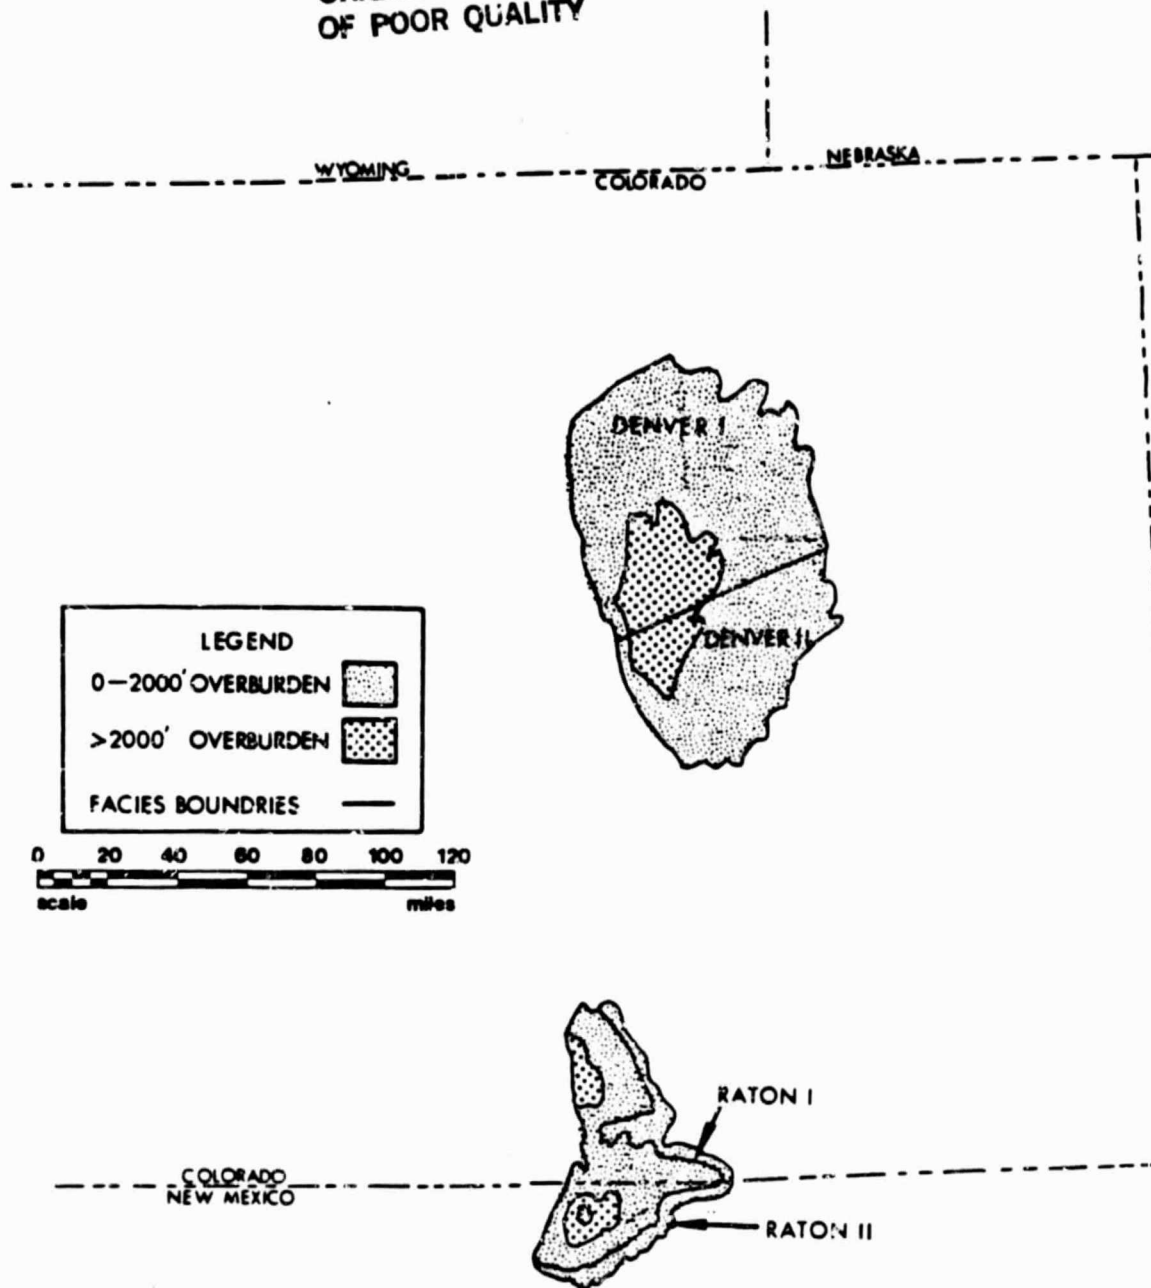 OF POOR QUALITY
WYOMING
NEBRASKA
COLORADO
DENVER I
DENVER II
LEGEND
0-2000' OVERBURDEN
>2000' OVERBURDEN
FACIES BOUNDRIES
0 20 40 60 80 100 120
scale miles
RATON I
COLORADO
NEW MEXICO
RATON II